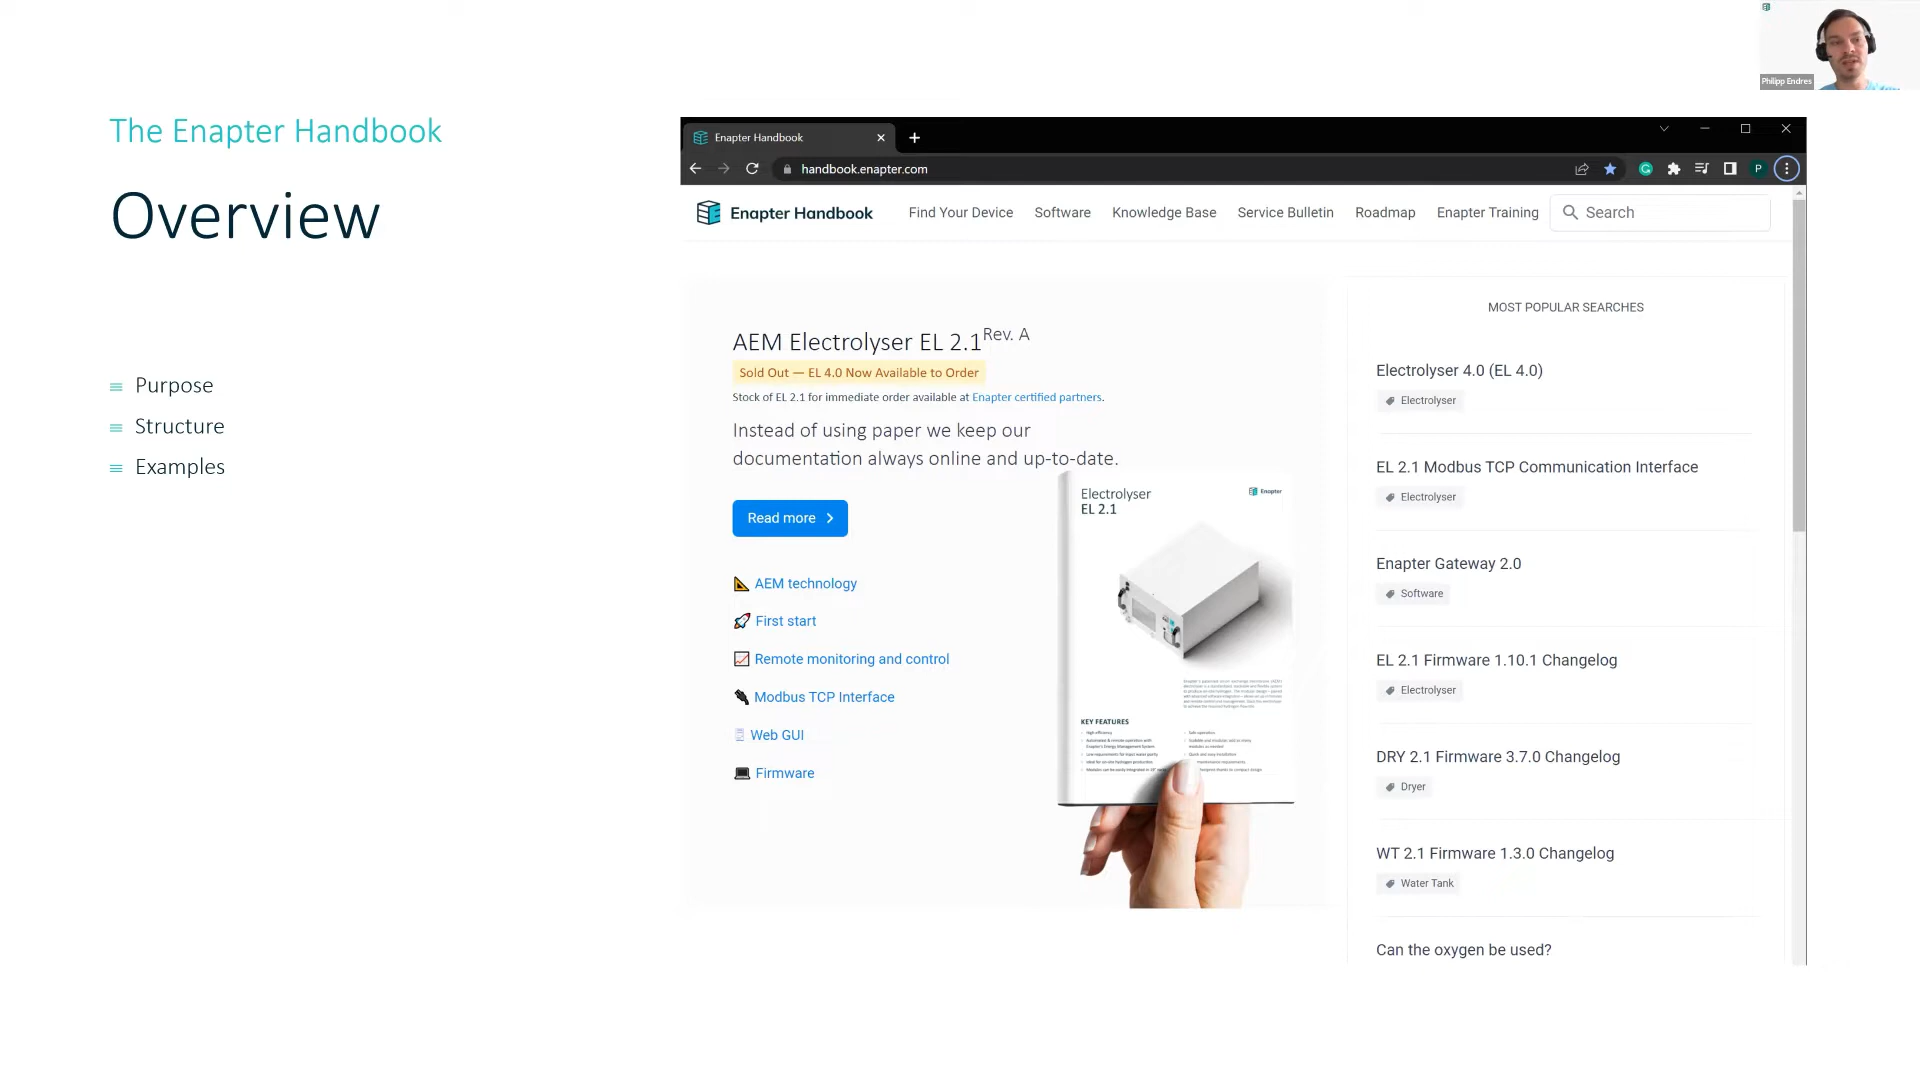 Philipp Endres
The Enapter Handbook
Overview
Purpose
Structure
Examples
Enapter Handbook
handbook.enapter.com
P
Enapter Handbook
Find Your Device
Software
Knowledge Base
Service Bulletin
Roadmap
Enapter Training
Search
AEM Electrolyser EL 2.1 Rev. A
Sold Out — EL 4.0 Now Available to Order
Stock of EL 2.1 for immediate order available at Enapter certified partners.
Instead of using paper we keep our
documentation always online and up-to-date.
Read more
AEM technology
First start
Remote monitoring and control
Modbus TCP Interface
Web GUI
Firmware
Electrolyser
EL 2.1
Enapter
KEY FEATURES
High efficiency
Safe operation
MOST POPULAR SEARCHES
Electrolyser 4.0 (EL 4.0)
Electrolyser
EL 2.1 Modbus TCP Communication Interface
Electrolyser
Enapter Gateway 2.0
Software
EL 2.1 Firmware 1.10.1 Changelog
Electrolyser
DRY 2.1 Firmware 3.7.0 Changelog
Dryer
WT 2.1 Firmware 1.3.0 Changelog
Water Tank
Can the oxygen be used?